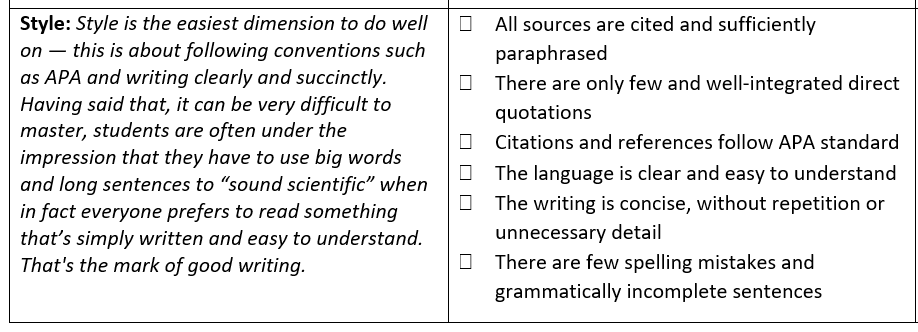 Style: Style is the easiest dimension to do well
on — this is about following conventions such
as APA and writing clearly and succinctly.
Having said that, it can be very difficult to
master, students are often under the
impression that they have to use big words
and long sentences to “sound scientific” when
in fact everyone prefers to read something
that’s simply written and easy to understand.
That's the mark of good writing.
☐ All sources are cited and sufficiently
paraphrased
☐ There are only few and well-integrated direct
quotations
☐ Citations and references follow APA standard
☐ The language is clear and easy to understand
☐ The writing is concise, without repetition or
unnecessary detail
☐ There are few spelling mistakes and
grammatically incomplete sentences